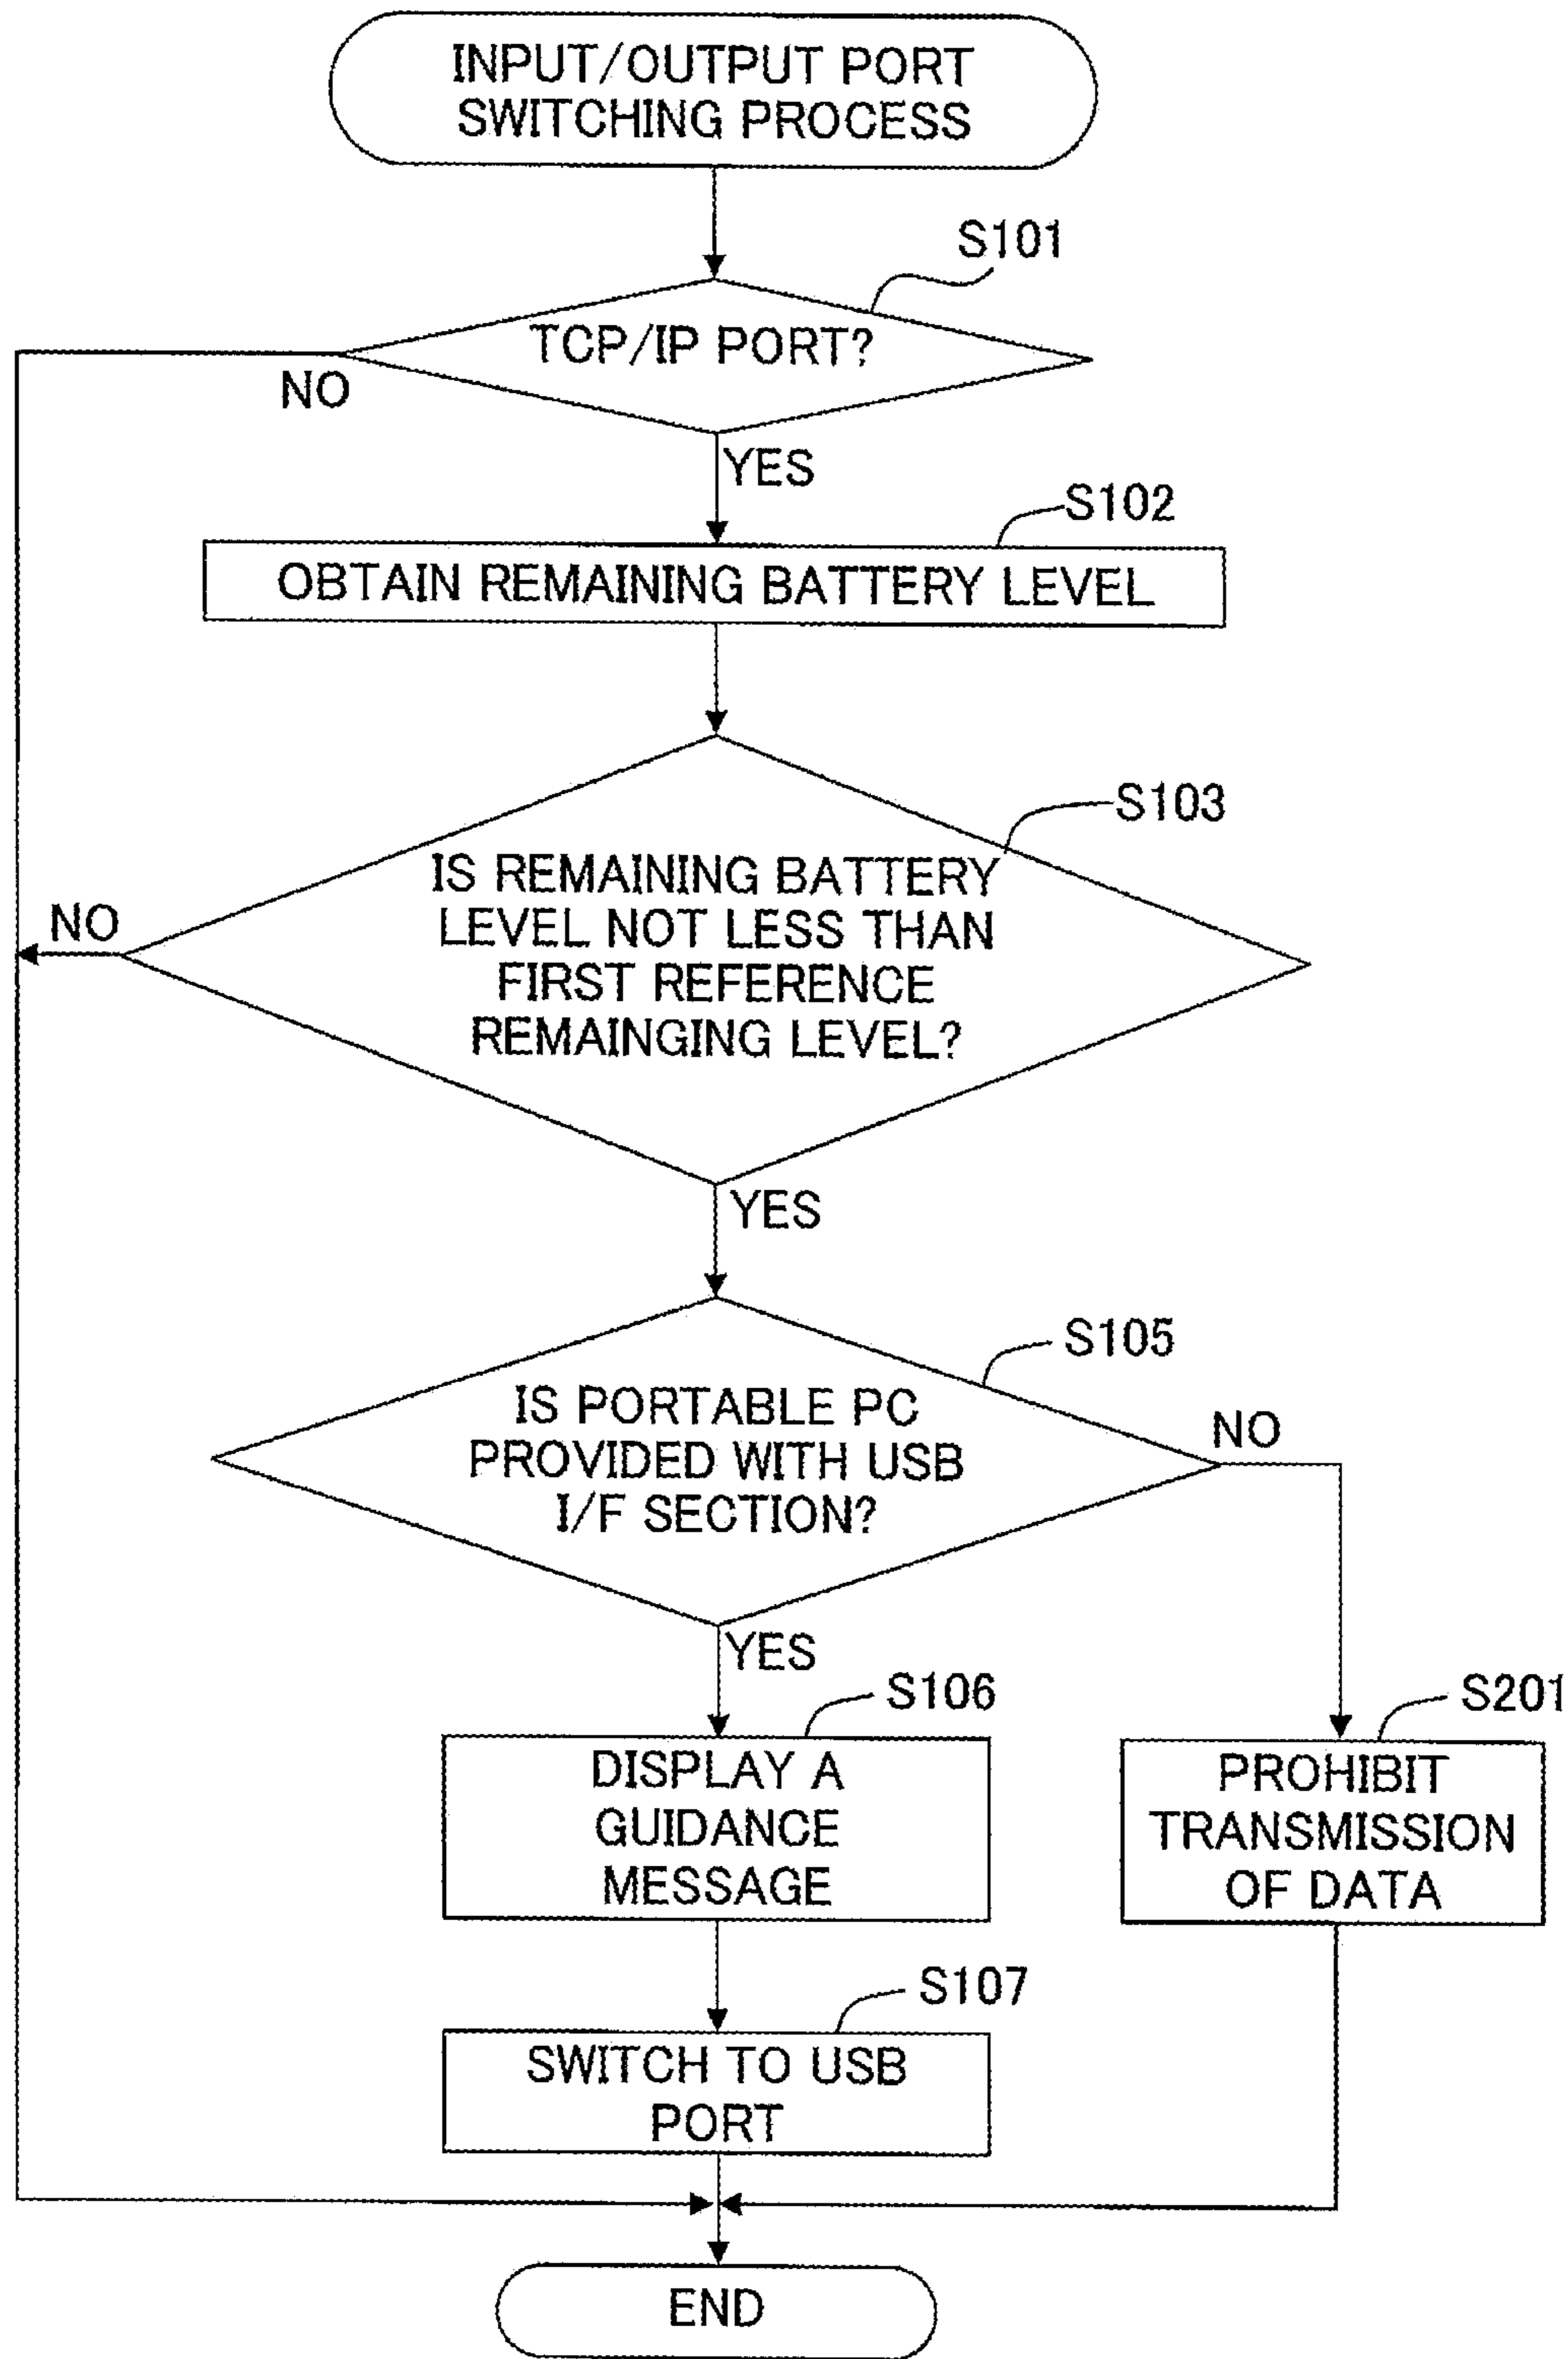 INPUT/OUTPUT PORT
SWITCHING PROCESS
S101
TCP/IP PORT?
NO
YES
S102
OBTAIN REMAINING BATTERY LEVEL
S103
IS REMAINING BATTERY
LEVEL NOT LESS THAN
FIRST REFERENCE
REMAINGING LEVEL?
NO
YES
S105
IS PORTABLE PC
PROVIDED WITH USB
I/F SECTION?
NO
YES
S106
DISPLAY A
GUIDANCE
MESSAGE
S201
PROHIBIT
TRANSMISSION
OF DATA
S107
SWITCH TO USB
PORT
END